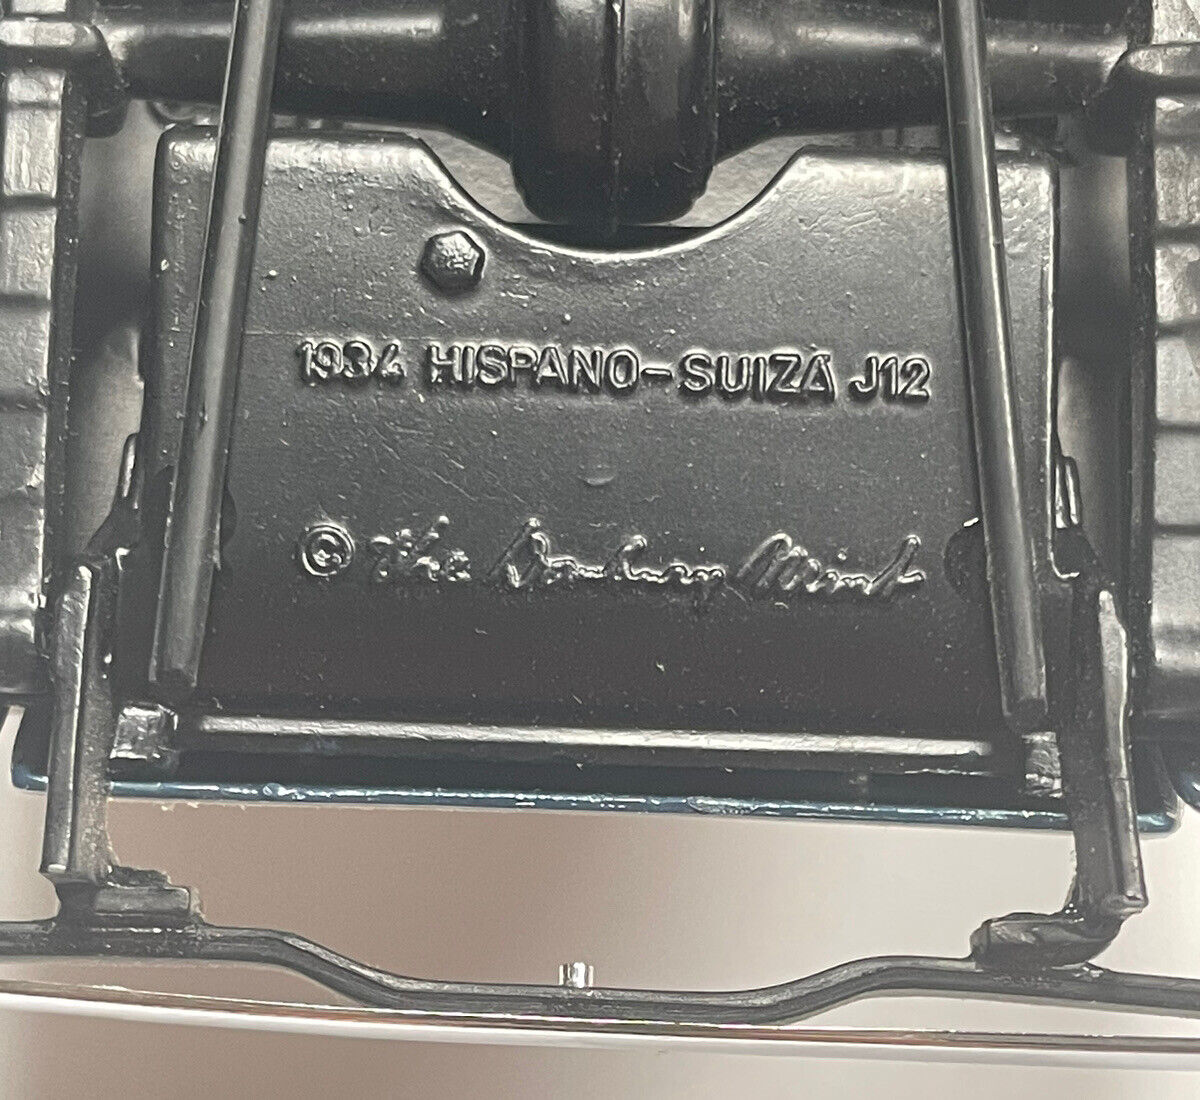 1934 HISPANO-SUIZA J12
© The Danbury Mint